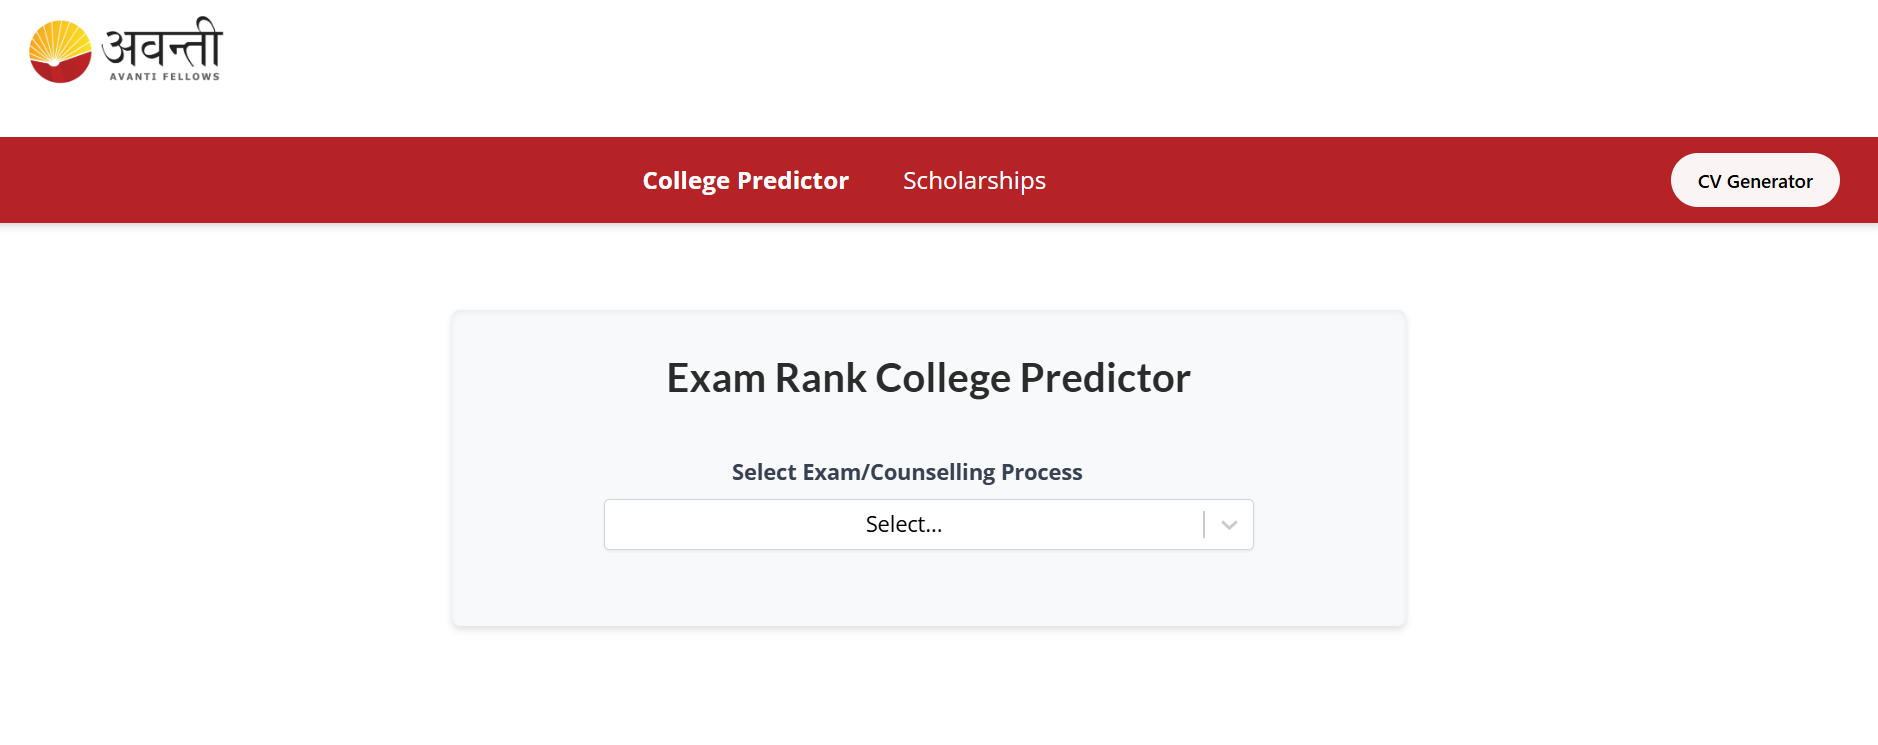 अवन्ती
AVANTI FELLOWS
College Predictor
Scholarships
CV Generator
Exam Rank College Predictor
Select Exam/Counselling Process
Select...